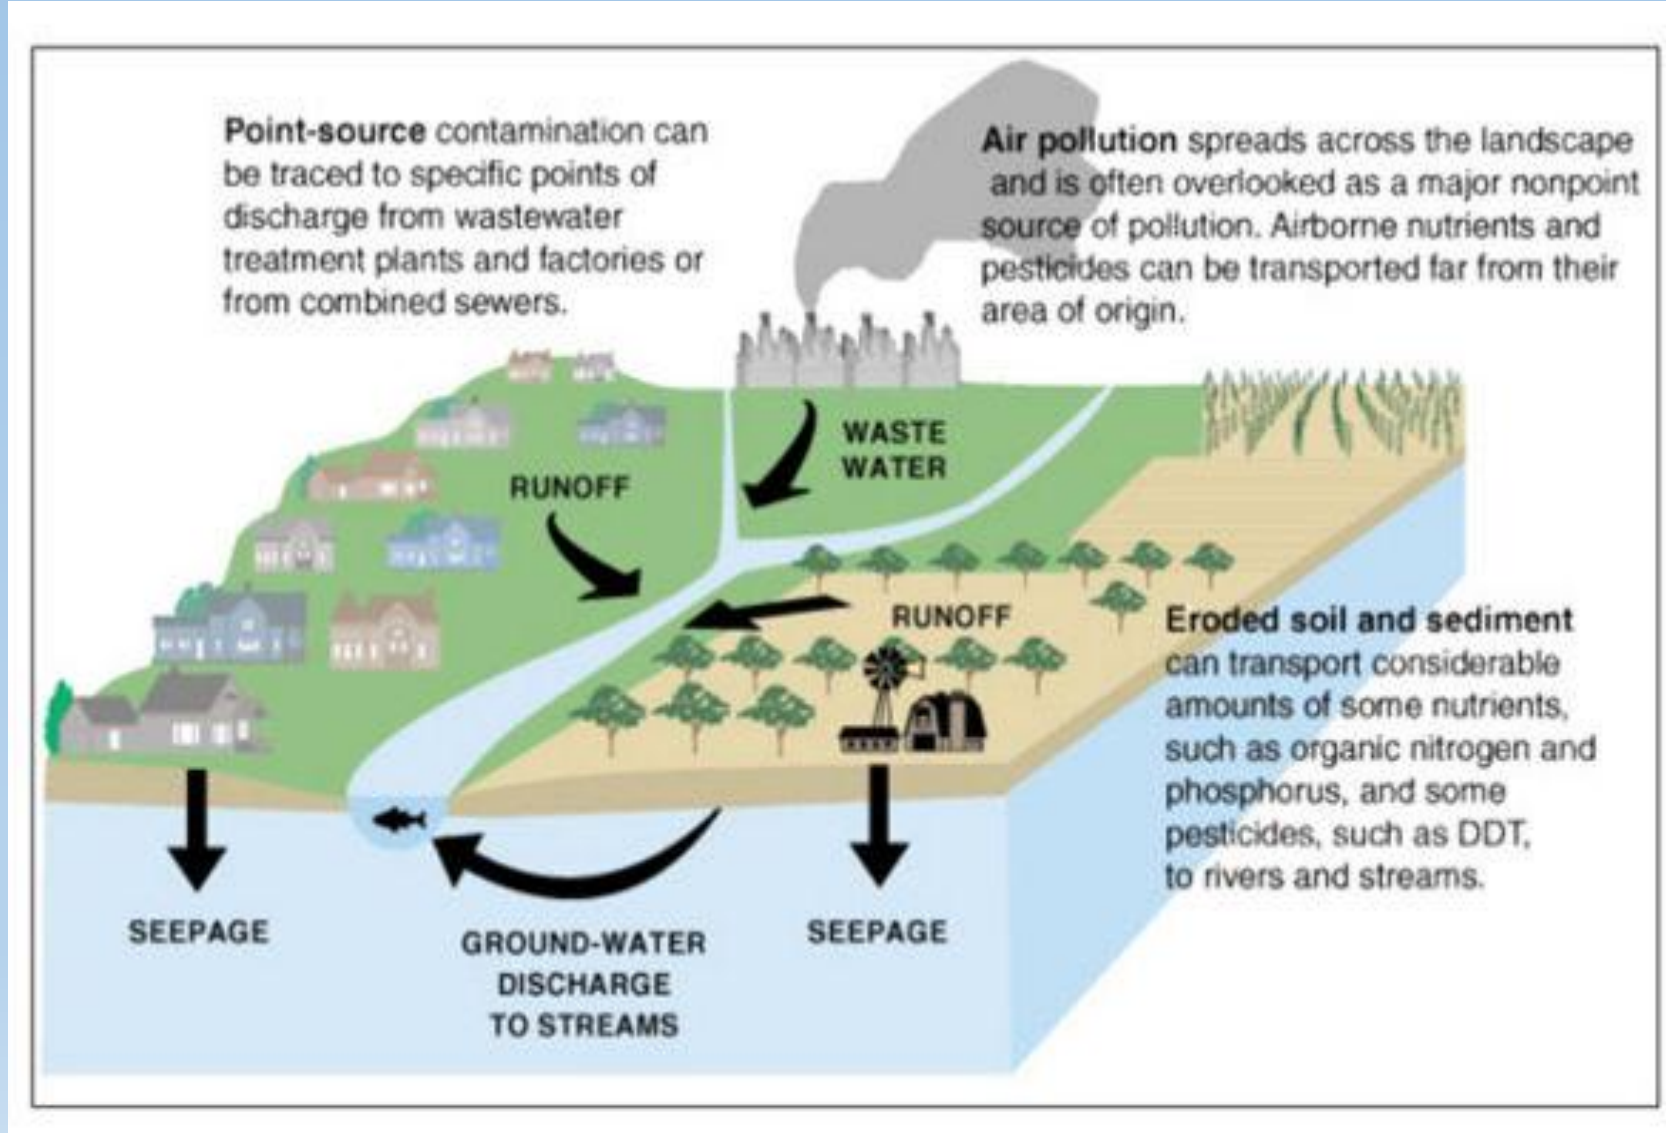 Point-source contamination can
be traced to specific points of
discharge from wastewater
treatment plants and factories or
from combined sewers.
Air pollution spreads across the landscape
and is often overlooked as a major nonpoint
source of pollution. Airborne nutrients and
pesticides can be transported far from their
area of origin.
WASTE
WATER
RUNOFF
RUNOFF
Eroded soil and sediment
can transport considerable
amounts of some nutrients,
such as organic nitrogen and
phosphorus, and some
pesticides, such as DDT,
to rivers and streams.
SEEPAGE
GROUND-WATER
DISCHARGE
TO STREAMS
SEEPAGE